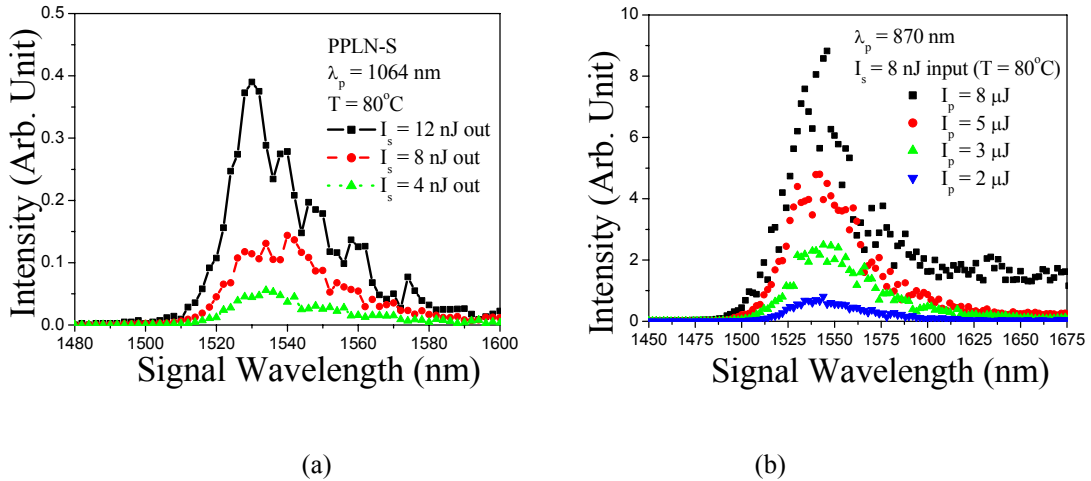 0.5
0.4
0.3
0.2
0.1
0.0
Intensity (Arb. Unit)
PPLN-S
λp = 1064 nm
T = 80°C
Is = 12 nJ out
Is = 8 nJ out
Is = 4 nJ out
1480 1500 1520 1540 1560 1580 1600
Signal Wavelength (nm)
(a)
10
8
6
4
2
0
Intensity (Arb. Unit)
λp = 870 nm
Is = 8 nJ input (T = 80°C)
Ip = 8 µJ
Ip = 5 µJ
Ip = 3 µJ
Ip = 2 µJ
1450 1475 1500 1525 1550 1575 1600 1625 1650 1675
Signal Wavelength (nm)
(b)